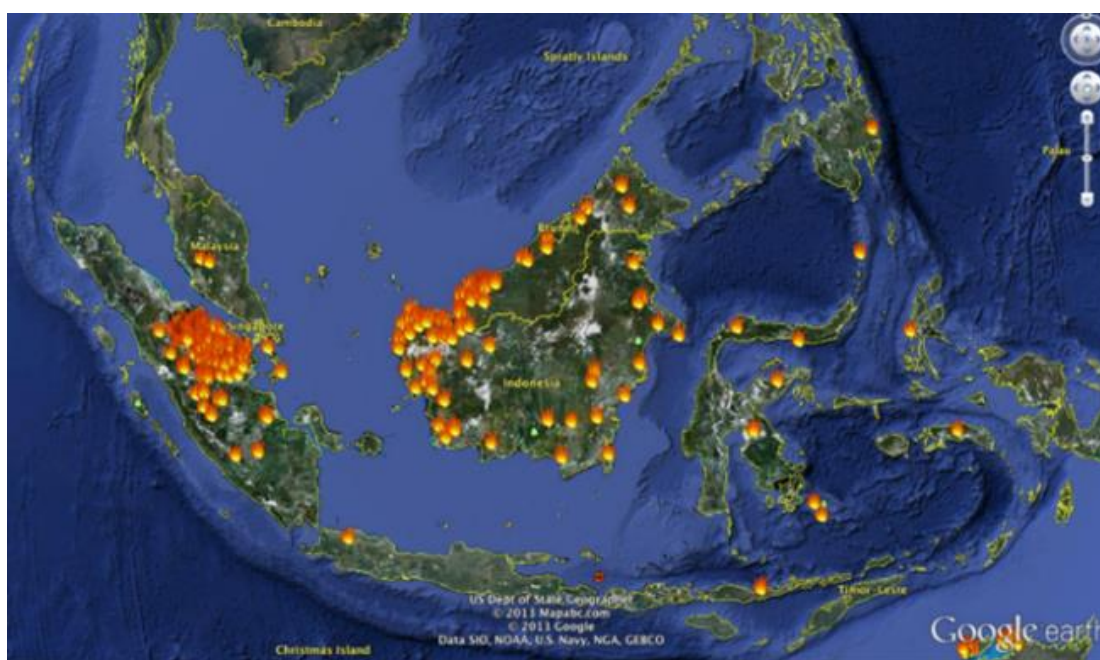 Cambodia
Spratly Islands
Palau
Malaysia
Singapore
Indonesia
Timor-Leste
US Dept of State Geographer
© 2013 Mapabc.com
© 2013 Google
Data SIO, NOAA, U.S. Navy, NGA, GEBCO
Google earth
Christmas Island